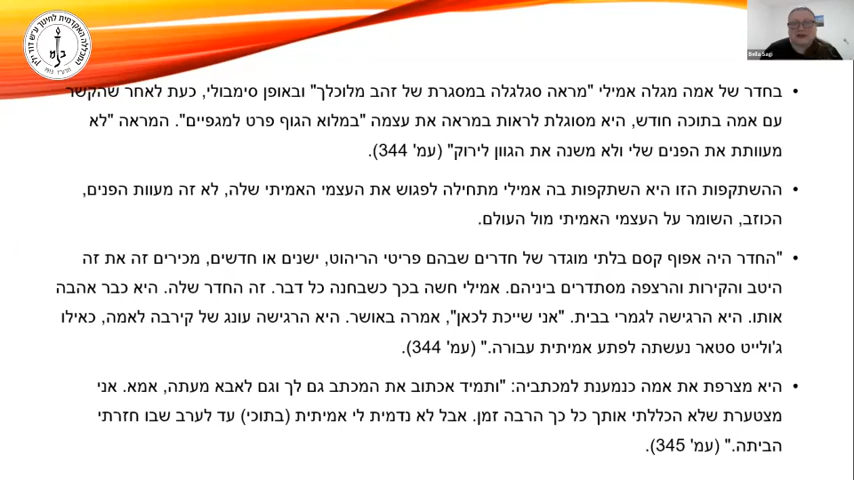 המכללה האקדמית לחינוך ע"ש דוד ילין
Bella Sagi
• בחדר של אמה מגלה אמילי "מראה סגלגלה במסגרת של זהב מלוכלך" ובאופן סימבולי, כעת לאחר שהקשר
עם אמה בתוכה חודש, היא מסוגלת לראות במראה את עצמה "במלוא הגוף פרט למגפיים". המראה "לא
מעוותת את הפנים שלי ולא משנה את הגוון לירוק" (עמ' 344).
• ההשתקפות הזו היא השתקפות בה אמילי מתחילה לפגוש את העצמי האמיתי שלה, לא זה מעוות הפנים,
הכוזב, השומר על העצמי האמיתי מול העולם.
• "החדר היה אפוף קסם בלתי מוגדר של חדרים שבהם פריטי הריהוט, ישנים או חדשים, מכירים זה את זה
היטב והקירות והרצפה מסתדרים ביניהם. אמילי חשה בכך כשבחנה כל דבר. זה החדר שלה. היא כבר אהבה
אותו. היא הרגישה לגמרי בבית. "אני שייכת לכאן", אמרה באושר. היא הרגישה עונג של קירבה לאמה, כאילו
ג'ולייט סטאר נעשתה לפתע אמיתית עבורה." (עמ' 344).
• היא מצרפת את אמה כנמענת למכתביה: "ותמיד אכתוב את המכתב גם לך וגם לאבא מעתה, אמא. אני
מצטערת שלא הכללתי אותך כל כך הרבה זמן. אבל לא נדמית לי אמיתית (בתוכי) עד לערב שבו חזרתי
הביתה." (עמ' 345).